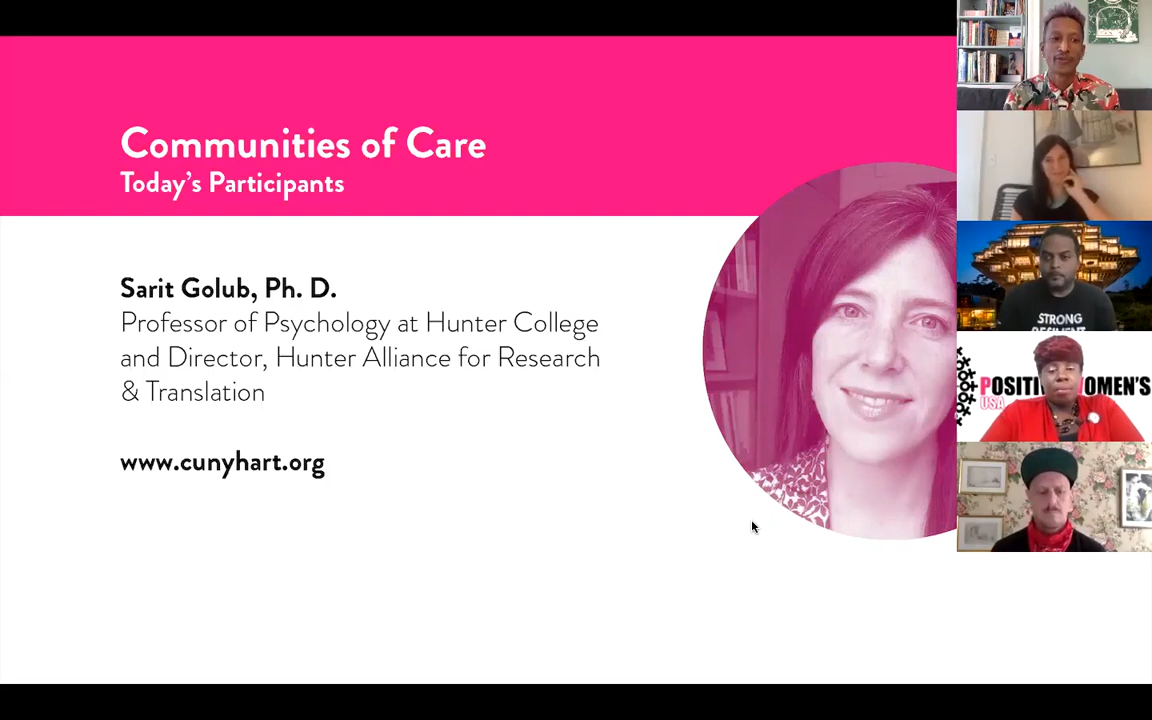 Communities of Care
Today's Participants
Sarit Golub, Ph. D.
Professor of Psychology at Hunter College
and Director, Hunter Alliance for Research
& Translation
www.cunyhart.org
STRONG
POSITI OMEN'S
USA